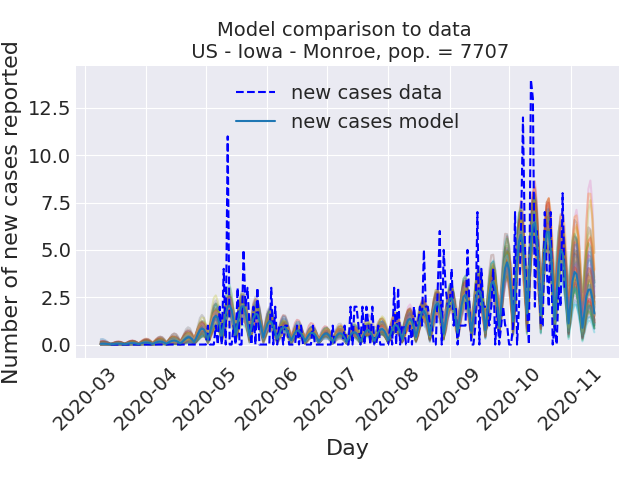 Model comparison to data
US - Iowa - Monroe, pop. = 7707
new cases data
new cases model
Number of new cases reported
12.5
10.0
7.5
5.0
2.5
0.0
2020-03
2020-04
2020-05
2020-06
2020-07
2020-08
2020-09
2020-10
2020-11
Day